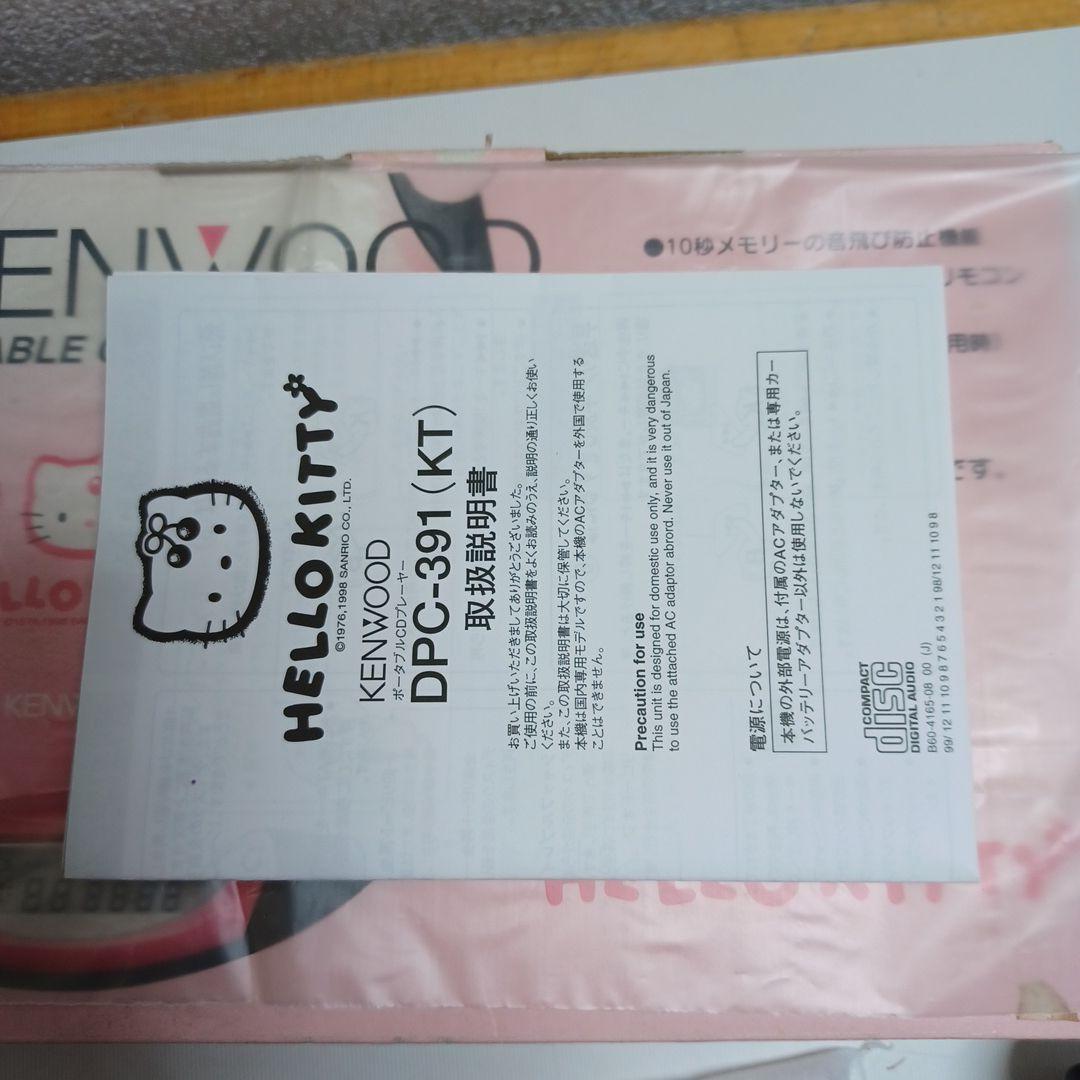 KENWOOD
●10秒メモリーの音飛び防止機能
リモコン
ABLE
用時)
です。
KENW
HELLO KITTY
HELLO KITTY
©1976,1998 SANRIO CO., LTD.
KENWOOD
ポータブルCDプレーヤー
DPC-391(KT)
取扱説明書
お買い上げいただきましてありがとうございました。
ご使用の前に、この取扱説明書をよくお読みのうえ、説明の通り正しくお使い
ください。
また、この取扱説明書は大切に保管してください。
本機は国内専用モデルですので、本機のACアダプターを外国で使用する
ことはできません。
Precaution for use
This unit is designed for domestic use only, and it is very dangerous
to use the attached AC adaptor abrord. Never use it out of Japan.
電源について
本機の外部電源は、付属のACアダプター、または専用カー
バッテリーアダプター以外は使用しないでください。
COMPACT
disc
DIGITAL AUDIO
B60-4165-08 00 (J)
99/ 12 11 10 9 8 7 6 5 4 3 2 1 98/12 11 10 9 8